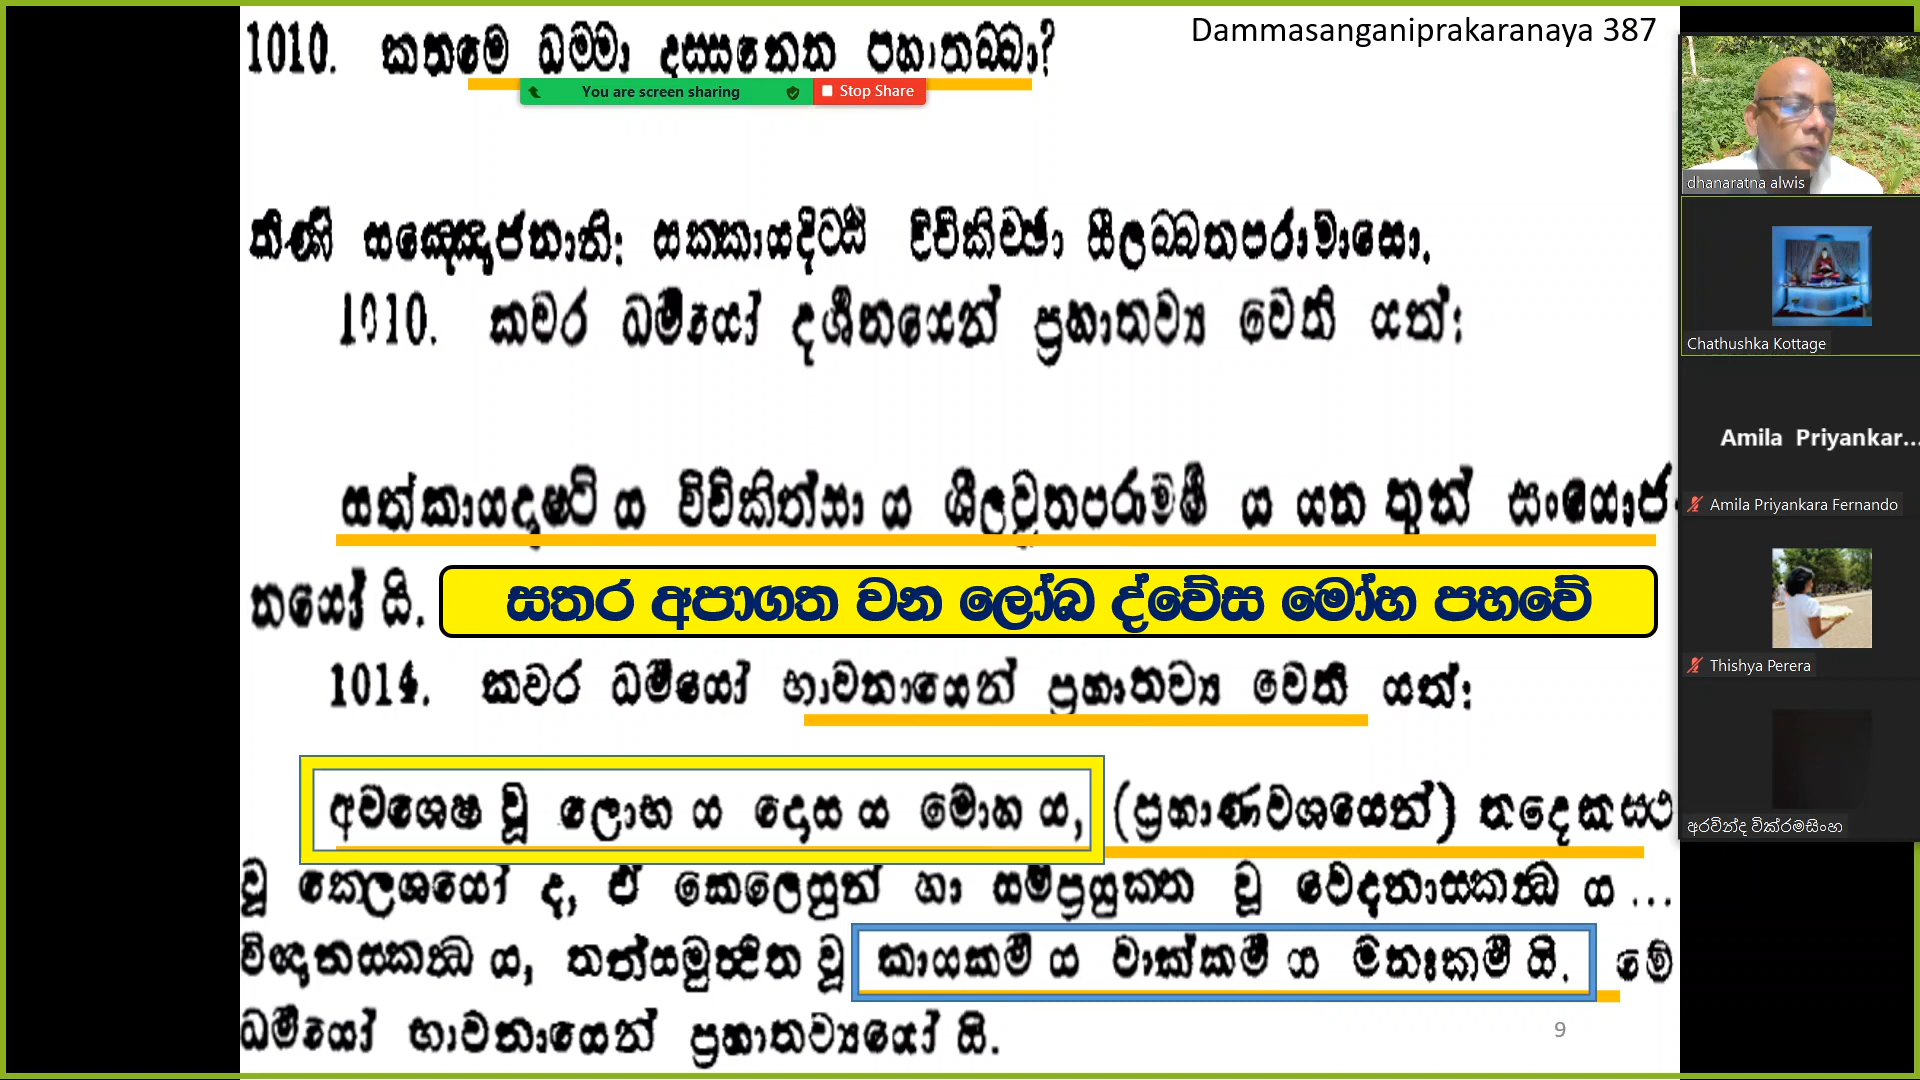 Dammasanganiprakaranaya 387
1010. කතමෙ ධම්මා දස්සනෙන පහාතබ්බා?
You are screen sharing
Stop Share
තීණි සඤ්ඤොජනානි: සක්කායදිට්ඨි විචිකිච්ඡා සීලබ්බතපරාමාසො.
1010. කවර ධර්මයෝ දර්ශනයෙන් ප්‍රහාතව්‍ය වෙති යත්:
සත්කායදෘෂ්ටි ය විචිකිත්සා ය ශීලව්‍රතපරාමර්ශ ය යන තුන් සංයෝජ-
නයෝ යි.
සතර අපාගත වන ලෝබ ද්වේස මෝහ පහවේ
1014. කවර ධර්මයෝ භාවනායෙන් ප්‍රහාතව්‍ය වෙති යත්:
අවශෙෂ වූ ලොභ ය දොස ය මොහ ය, (ප්‍රහාණවශයෙන්) තදෙකස්ථ
වූ කෙලශයෝ ද, ඒ කෙලෙසුන් හා සම්ප්‍රයුක්ත වූ වෙදනාස්කන්ධ ය ...
විඥානස්කන්ධ ය, තත්සමුත්ථිත වූ කායකර්ම ය වාක්කර්ම ය මනඃකර්ම යි. මේ
ධර්මයෝ භාවනායෙන් ප්‍රහාතව්‍යයෝ යි.
9
dhanaratna alwis
Chathushka Kottage
Amila Priyankar...
Amila Priyankara Fernando
Thishya Perera
අරවින්ද වික්රමසිංහ